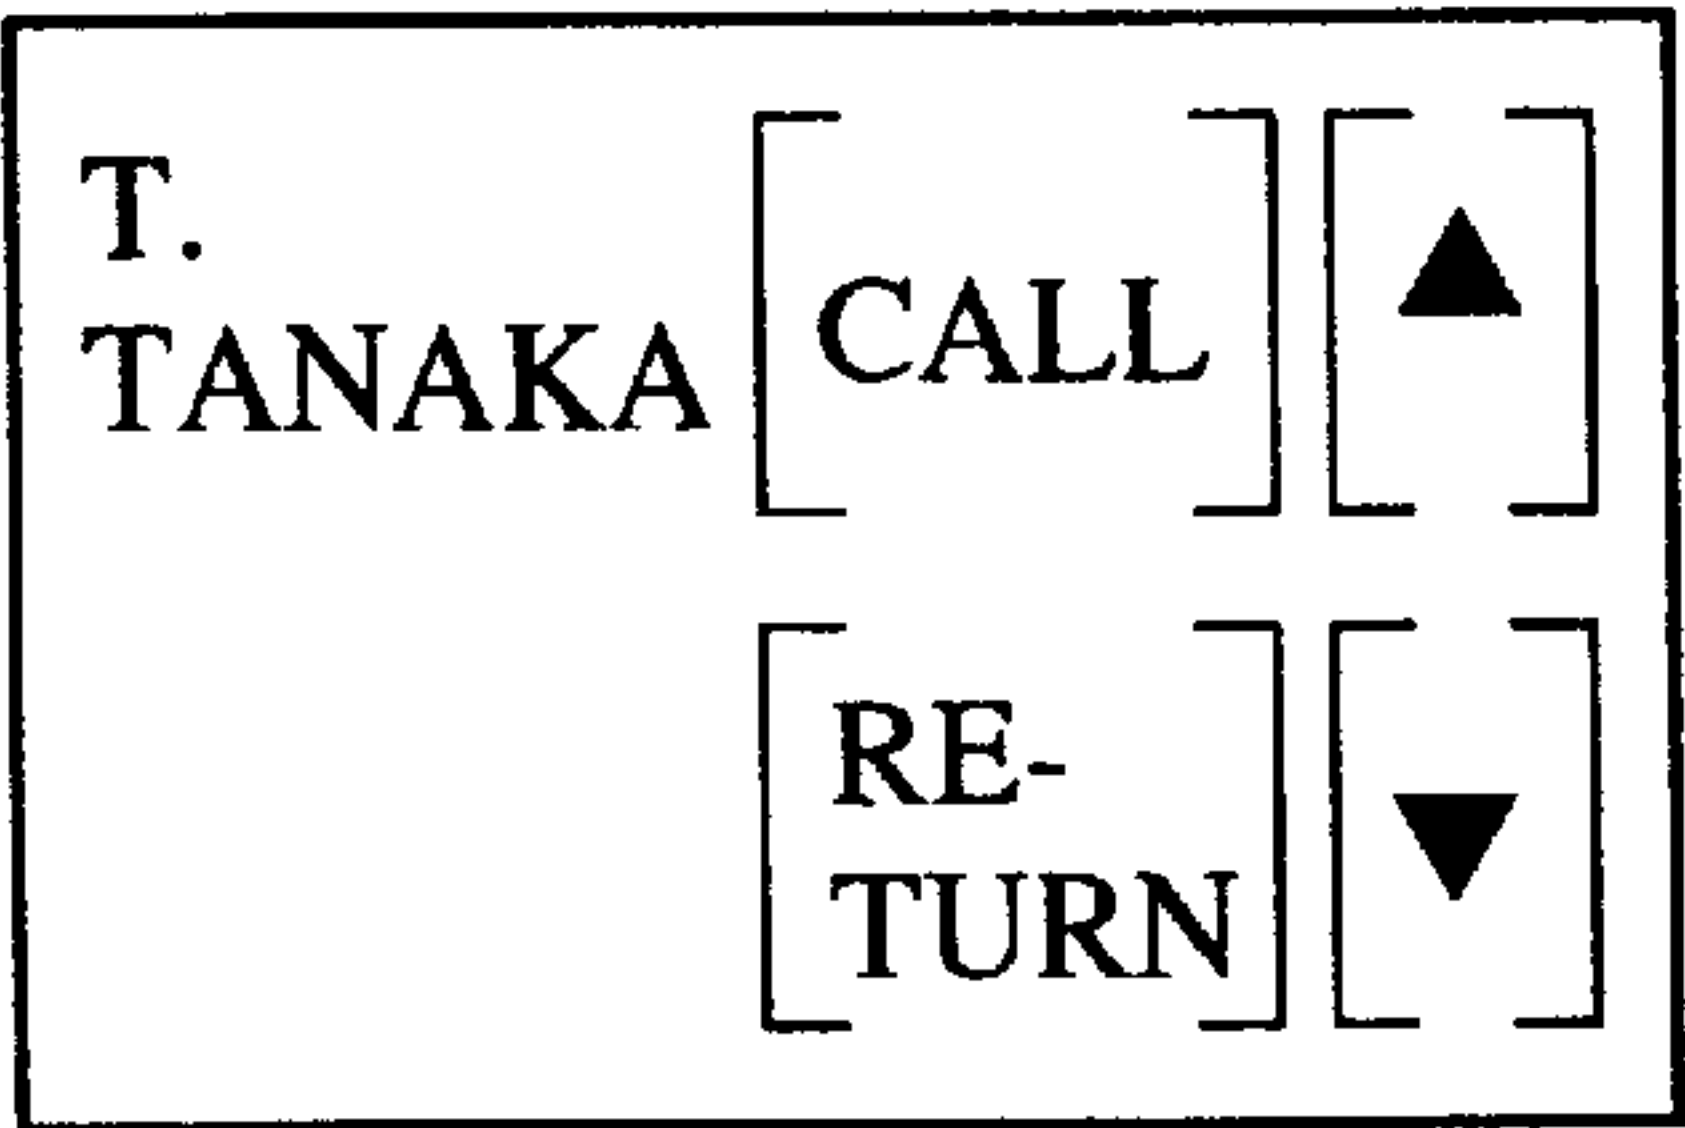 T.
TANAKA
CALL
▲
RE-
TURN
▼